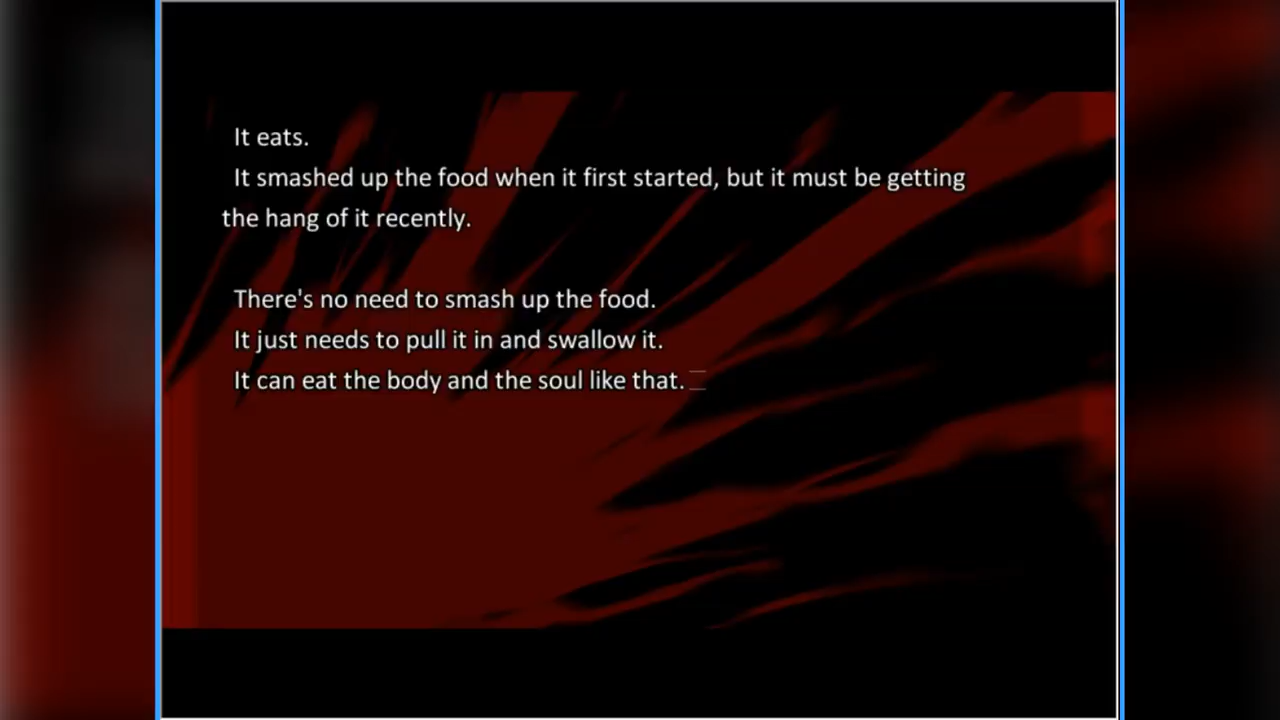 It eats.
It smashed up the food when it first started, but it must be getting
the hang of it recently.
There's no need to smash up the food.
It just needs to pull it in and swallow it.
It can eat the body and the soul like that.